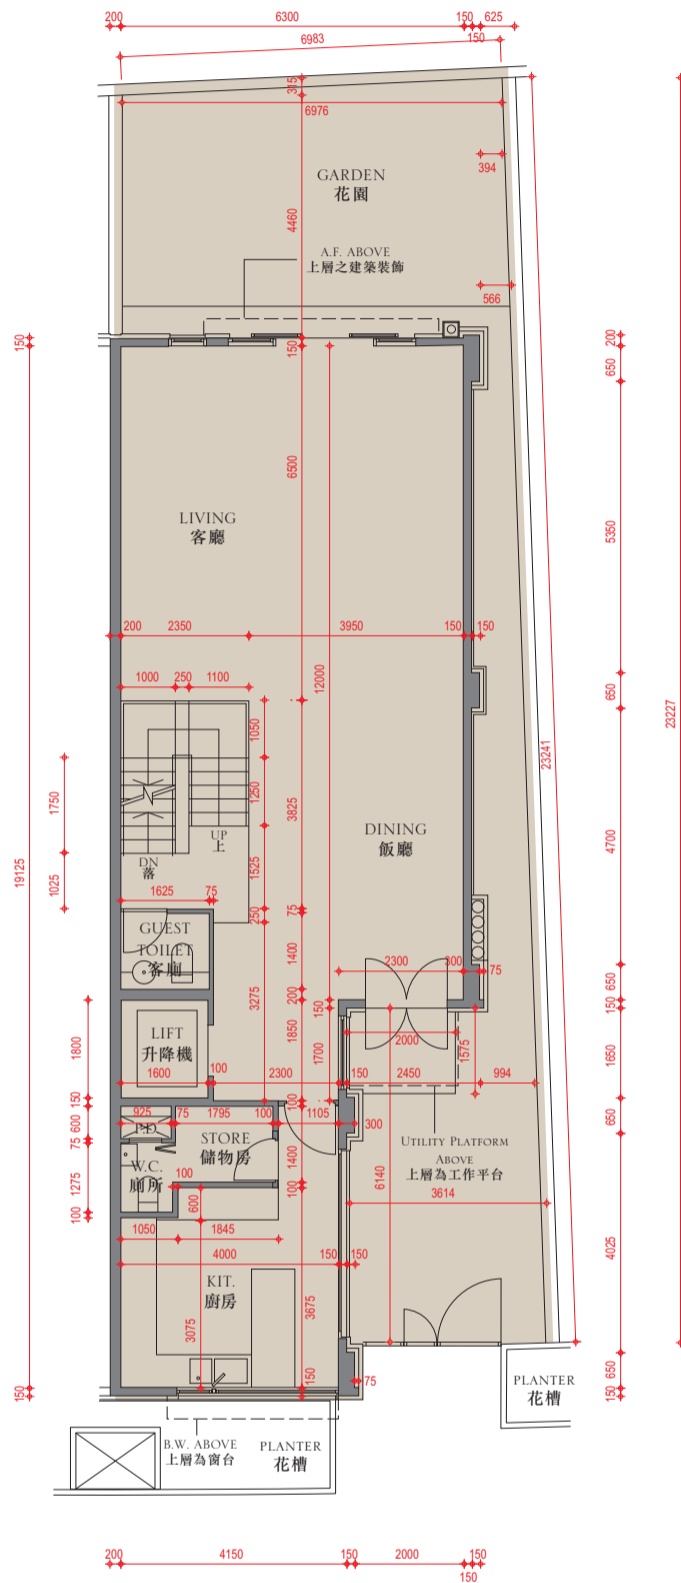 200 6300 150 625
6983 150
345
6976
394
GARDEN
花園
4460
A.F. ABOVE
上層之建築裝飾
566
150
150
200
650
6500
LIVING
客廳
5350
200 2350 3950 150 150
1000 250 1100
12000
650
23227
1050
23241
1750
1250
3825
DINING
飯廳
4700
UP
上
19125
DN
落
1525
1025
1625 75
250
75
GUEST
TOILET
客廁
1400
2300 300 75
650
3275
200
150
150
LIFT
升降機
1850
2000
1575
1800
1700
1650
1600 100 2300 150 2450 994
150
100
925 75 1795 100 1105 300
650
600
P.D.
STORE
儲物房
UTILITY PLATFORM
ABOVE
上層為工作平台
75
W.C.
廁所
1400
6140
1275
100
100
3614
600
100
1050 1845
4025
4000 150 150
KIT.
廚房
3675
3075
650
PLANTER
花槽
75
150
150
150
B.W. ABOVE
上層為窗台
PLANTER
花槽
200 4150 150 2000 150
150